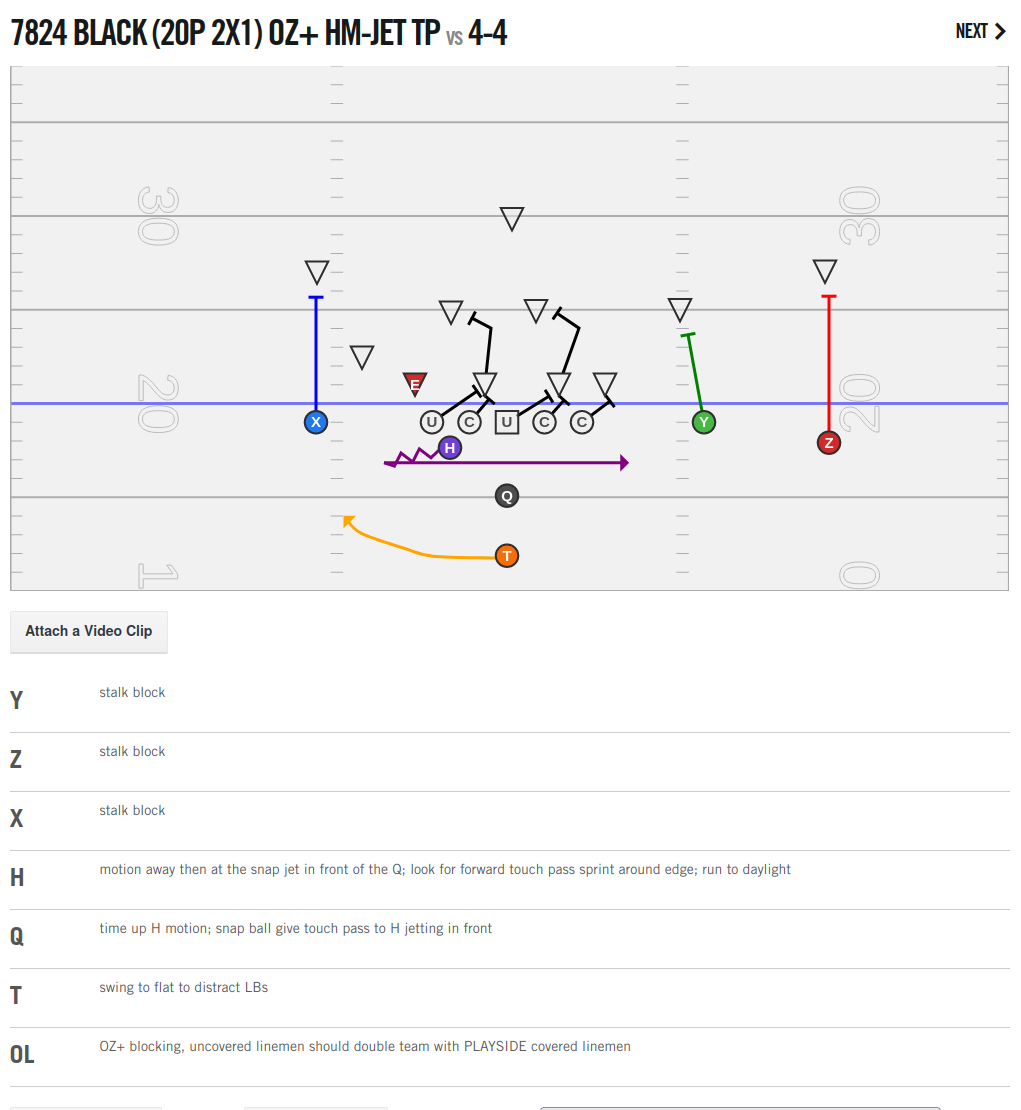 7824 BLACK (20P 2X1) OZ+ HM-JET TP VS 4-4
NEXT
30 30
20 20
E
X U C U C C Y
H Z
Q
T
1 0
Attach a Video Clip
Y stalk block
Z stalk block
X stalk block
H motion away then at the snap jet in front of the Q; look for forward touch pass sprint around edge; run to daylight
Q time up H motion; snap ball give touch pass to H jetting in front
T swing to flat to distract LBs
OL OZ+ blocking, uncovered linemen should double team with PLAYSIDE covered linemen